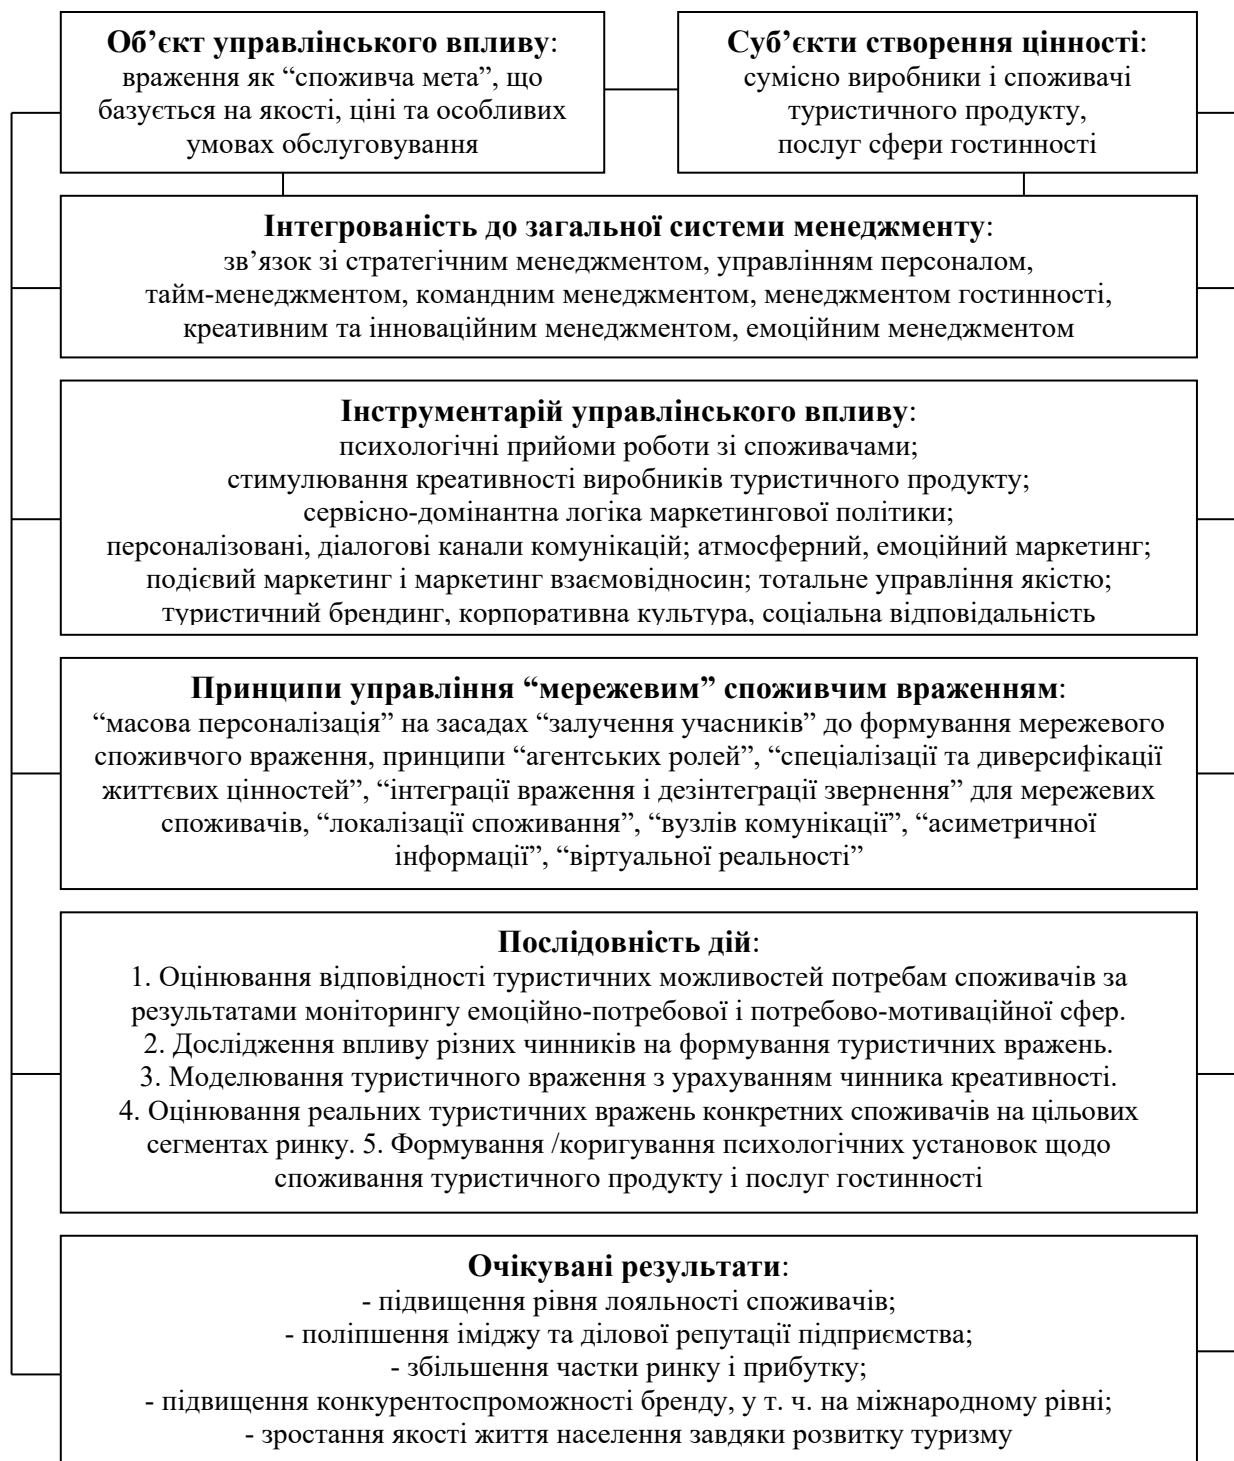 Об’єкт управлінського впливу:
враження як “споживча мета”, що
базується на якості, ціні та особливих
умовах обслуговування
Суб’єкти створення цінності:
сумісно виробники і споживачі
туристичного продукту,
послуг сфери гостинності
Інтегрованість до загальної системи менеджменту:
зв’язок зі стратегічним менеджментом, управлінням персоналом,
тайм-менеджментом, командним менеджментом, менеджментом гостинності,
креативним та інноваційним менеджментом, емоційним менеджментом
Інструментарій управлінського впливу:
психологічні прийоми роботи зі споживачами;
стимулювання креативності виробників туристичного продукту;
сервісно-домінантна логіка маркетингової політики;
персоналізовані, діалогові канали комунікацій; атмосферний, емоційний маркетинг;
подієвий маркетинг і маркетинг взаємовідносин; тотальне управління якістю;
туристичний брендинг, корпоративна культура, соціальна відповідальність
Принципи управління “мережевим” споживчим враженням:
“масова персоналізація” на засадах “залучення учасників” до формування мережевого
споживчого враження, принципи “агентських ролей”, “спеціалізації та диверсифікації
життєвих цінностей”, “інтеграції враження і дезінтеграції звернення” для мережевих
споживачів, “локалізації споживання”, “вузлів комунікації”, “асиметричної
інформації”, “віртуальної реальності”
Послідовність дій:
1. Оцінювання відповідності туристичних можливостей потребам споживачів за
результатами моніторингу емоційно-потребової і потребово-мотиваційної сфер.
2. Дослідження впливу різних чинників на формування туристичних вражень.
3. Моделювання туристичного враження з урахуванням чинника креативності.
4. Оцінювання реальних туристичних вражень конкретних споживачів на цільових
сегментах ринку. 5. Формування /коригування психологічних установок щодо
споживання туристичного продукту і послуг гостинності
Очікувані результати:
- підвищення рівня лояльності споживачів;
- поліпшення іміджу та ділової репутації підприємства;
- збільшення частки ринку і прибутку;
- підвищення конкурентоспроможності бренду, у т. ч. на міжнародному рівні;
- зростання якості життя населення завдяки розвитку туризму